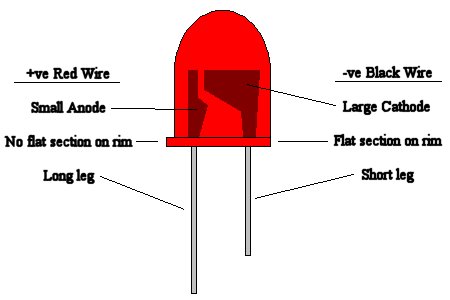 +ve Red Wire
-ve Black Wire
Small Anode
Large Cathode
No flat section on rim
Flat section on rim
Long leg
Short leg